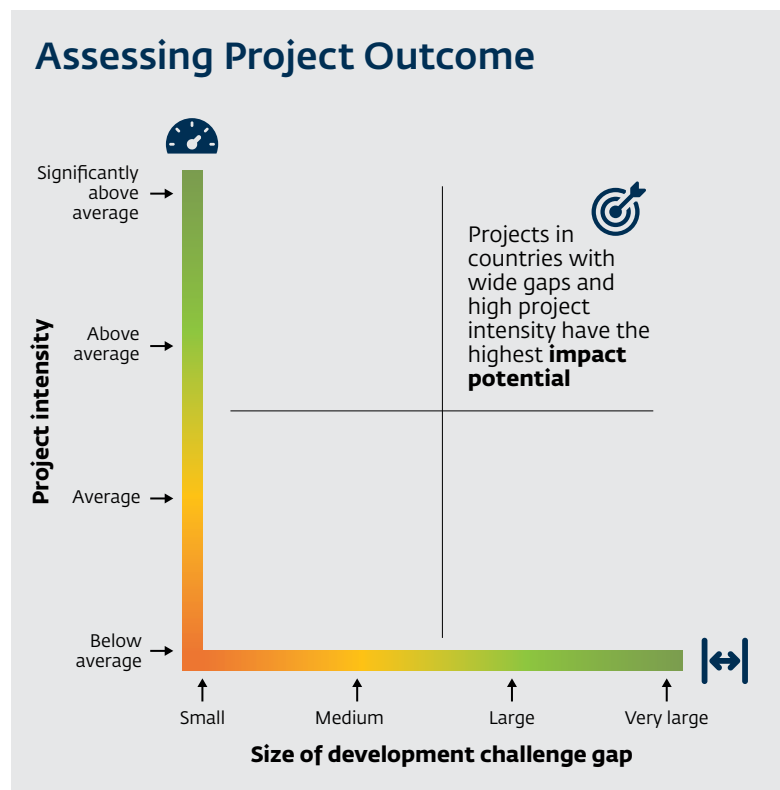 Assessing Project Outcome
Significantly
above
average
Above
average
Average
Below
average
Project intensity
Projects in
countries with
wide gaps and
high project
intensity have the
highest impact
potential
Small
Medium
Large
Very large
Size of development challenge gap